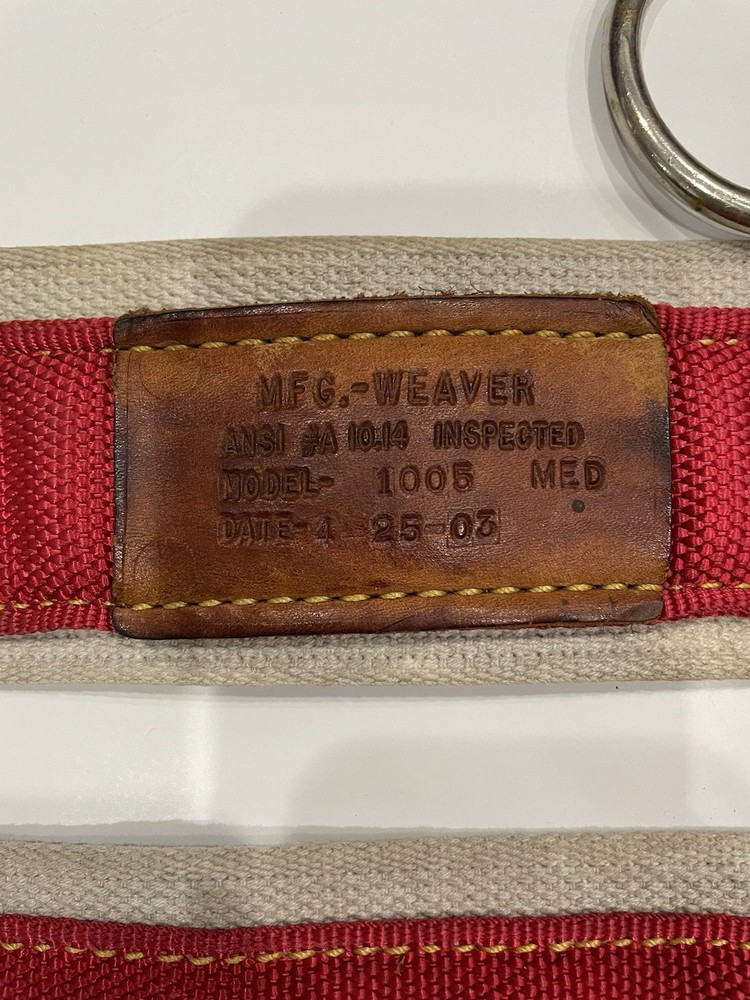 MFG.-WEAVER
ANSI #A 10.14 INSPECTED
MODEL- 1005 MED
DATE-4 25-03